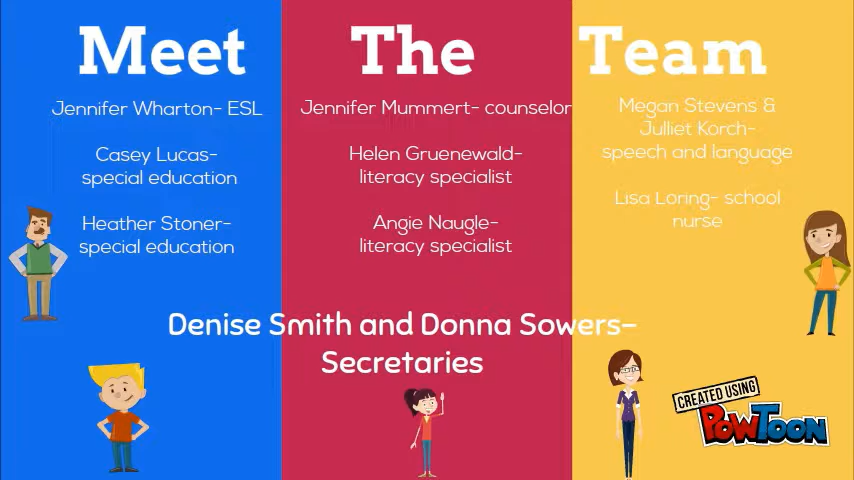 Meet The Team
Jennifer Wharton- ESL
Casey Lucas-
special education
Heather Stoner-
special education
Jennifer Mummert- counselor
Helen Gruenewald-
literacy specialist
Angie Naugle-
literacy specialist
Megan Stevens &
Julliet Korch-
speech and language
Lisa Loring- school
nurse
Denise Smith and Donna Sowers-
Secretaries
CREATED USING
POWTOON